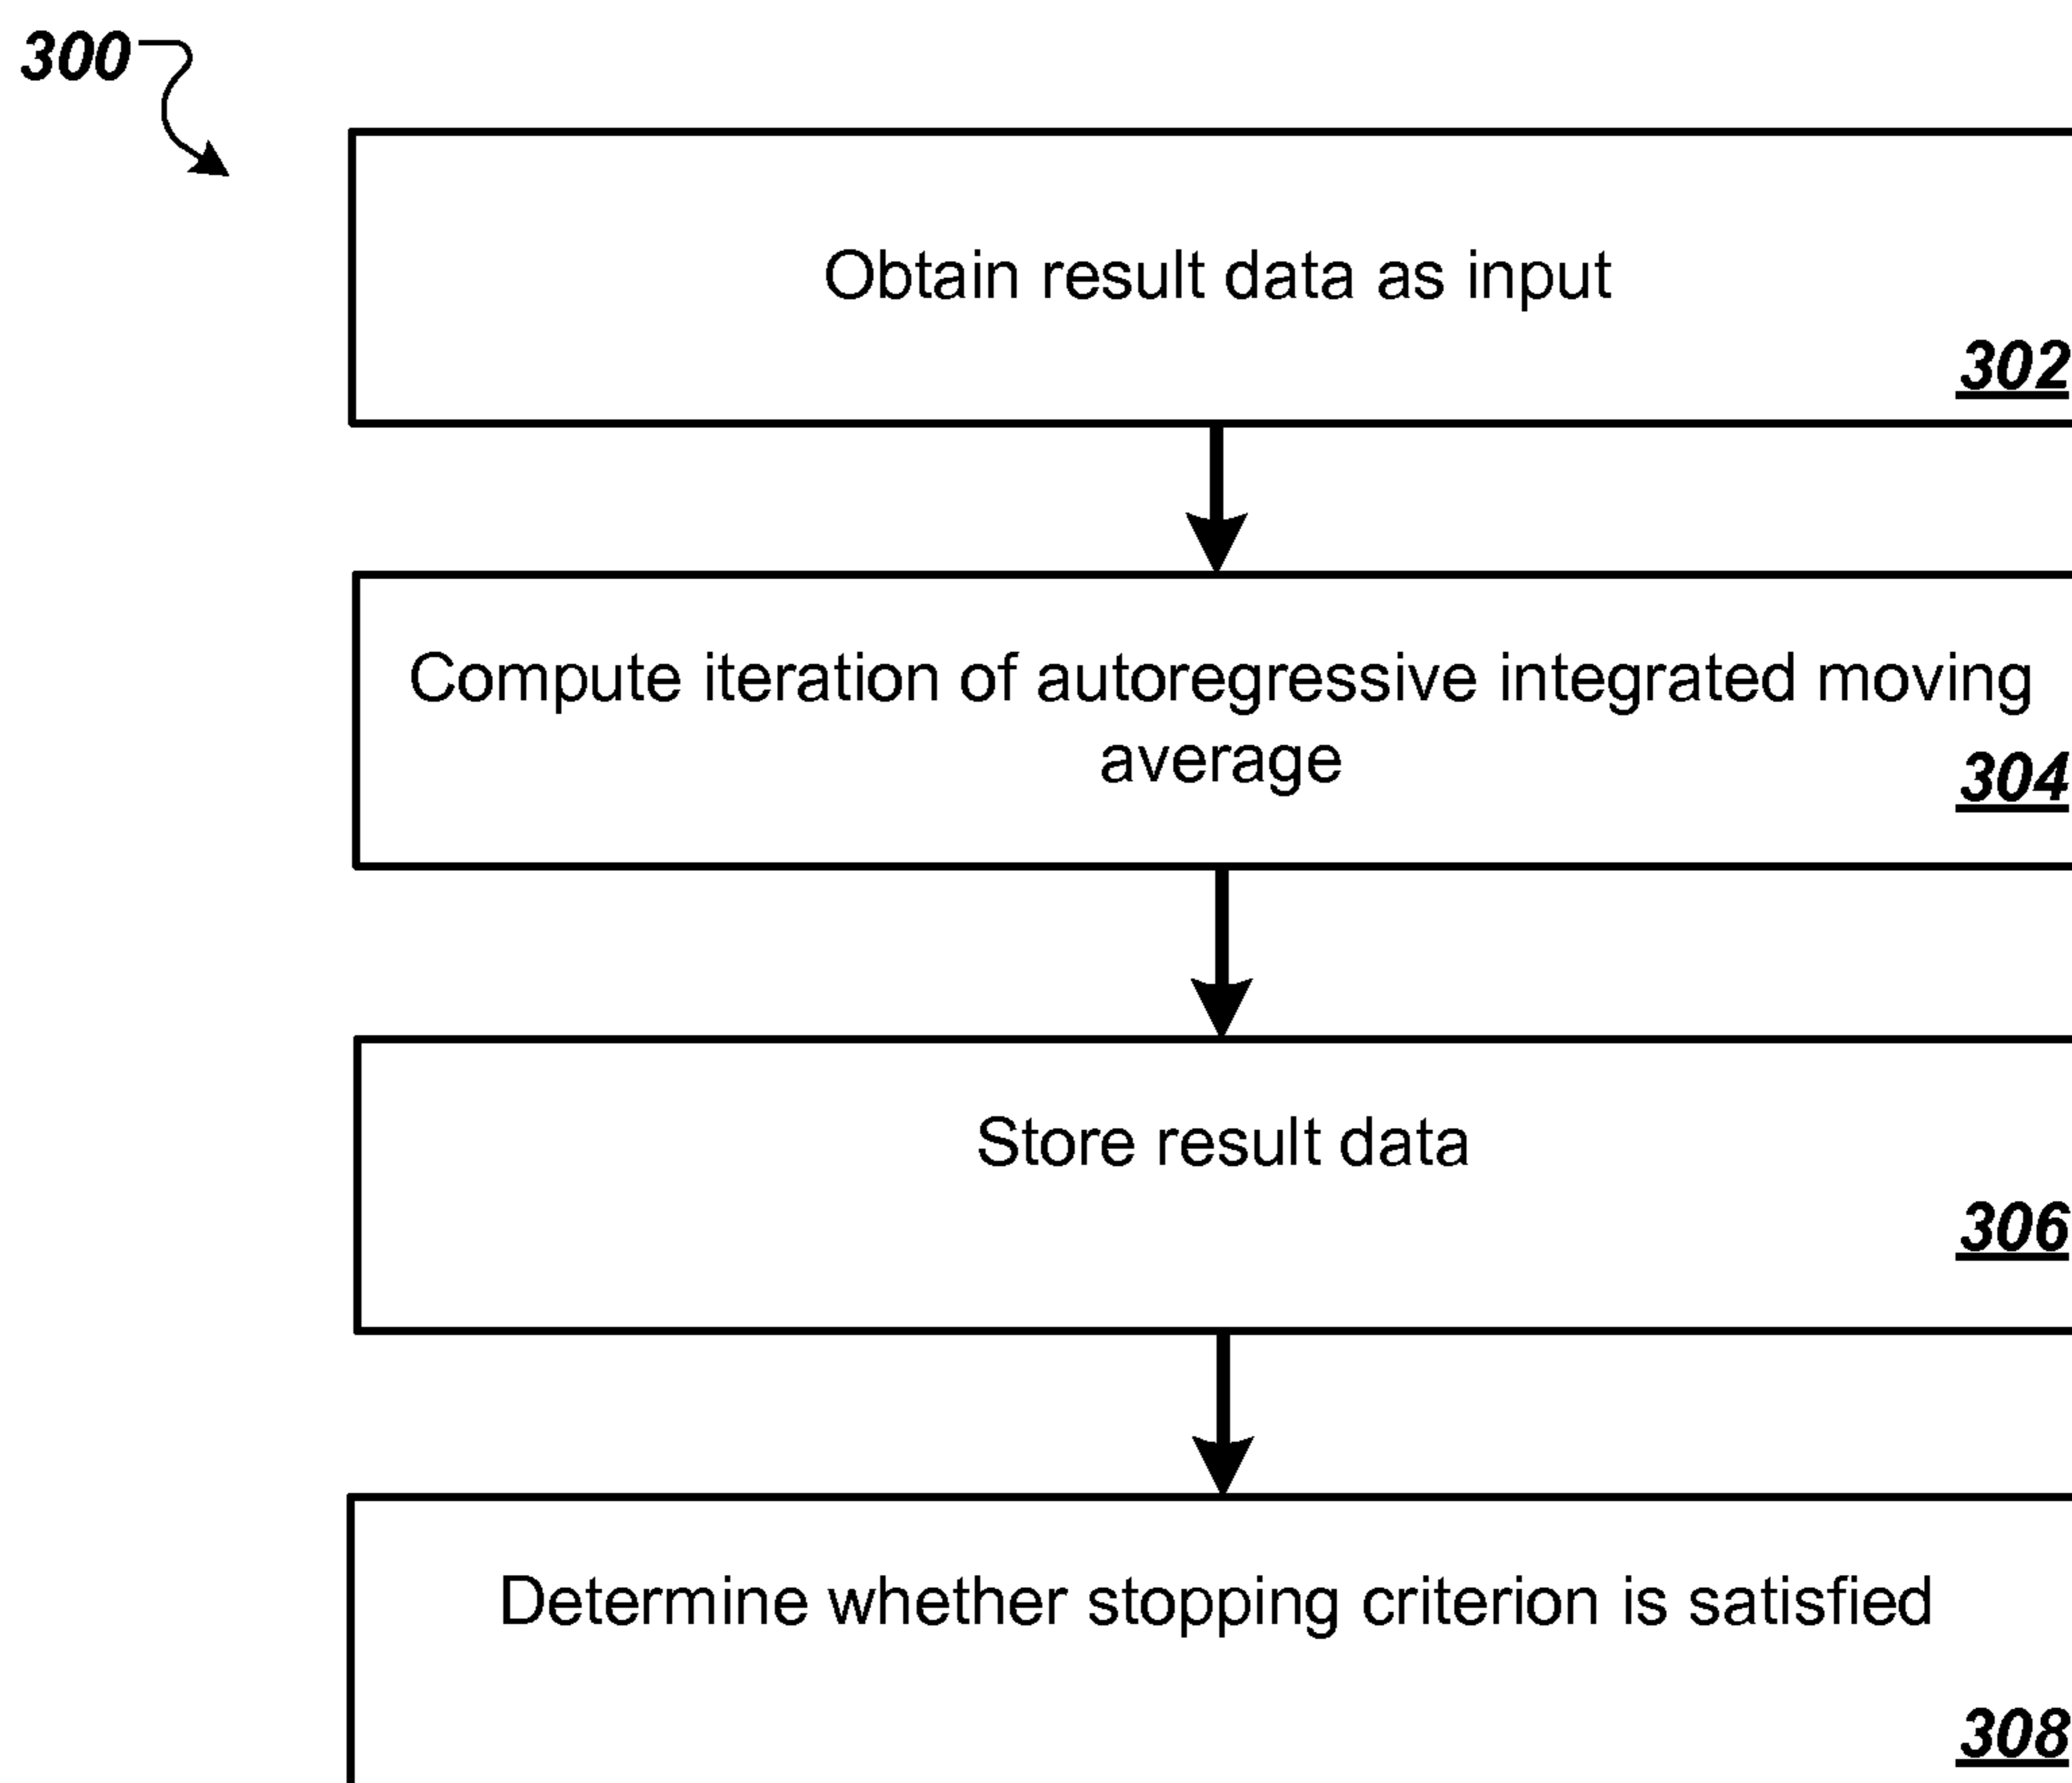 300
Obtain result data as input
302
Compute iteration of autoregressive integrated moving
average
304
Store result data
306
Determine whether stopping criterion is satisfied
308